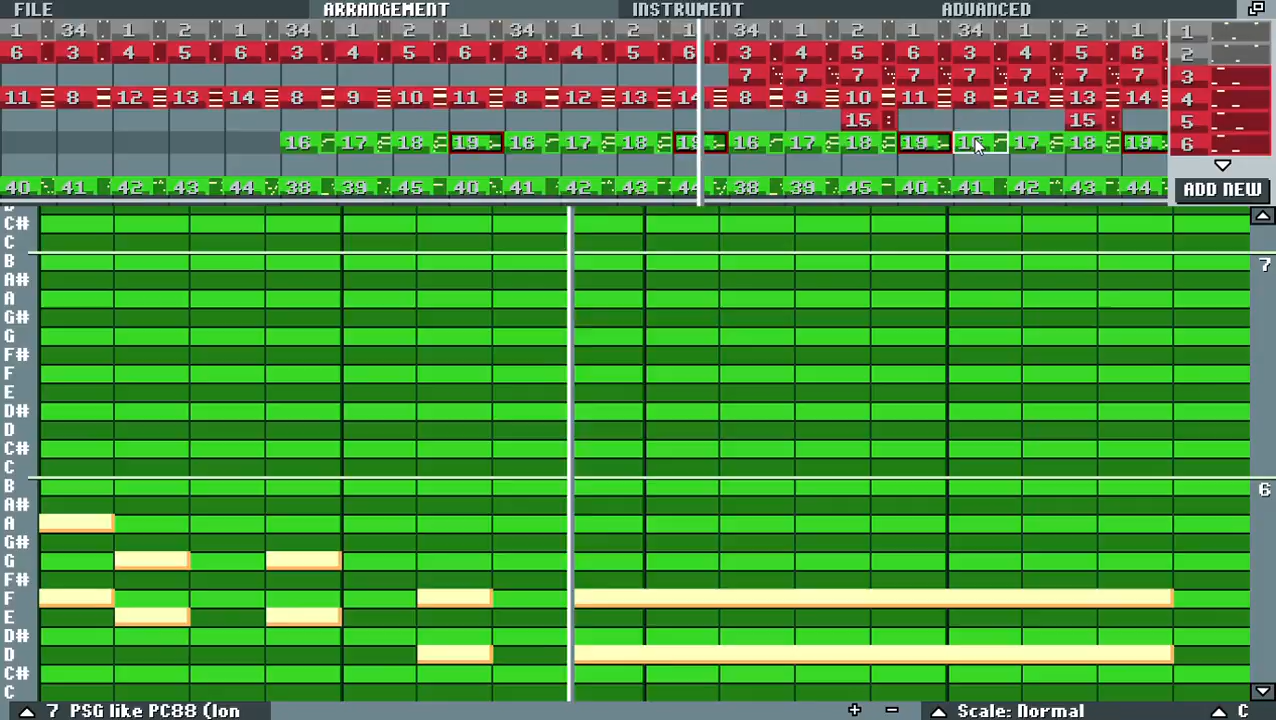 FILE ARRANGEMENT INSTRUMENT ADVANCED
1 34 1 2 34 1 2 34 1 2 34 1 2 34 1 2 34 1 2 1 1
6 3 4 5 6 3 4 5 6 3 4 5 6 3 4 5 6 3 4 5 6 2
7 7 7 7 7 7 7 7 3
11 8 12 13 14 8 9 10 11 8 12 13 14 8 9 10 11 8 12 13 14 4
15 15 5
16 17 18 19 16 17 18 19 16 17 18 19 16 17 18 19 6
40 41 42 43 44 38 39 45 40 41 42 43 44 38 39 45 40 41 42 43 44 ADD NEW
C#
C
B 7
A#
A
G#
G
F#
F
E
D#
D
C#
C
B 6
A#
A
G#
G
F#
F
E
D#
D
C#
C
7 PSG like PC88 (lon + − Scale: Normal C